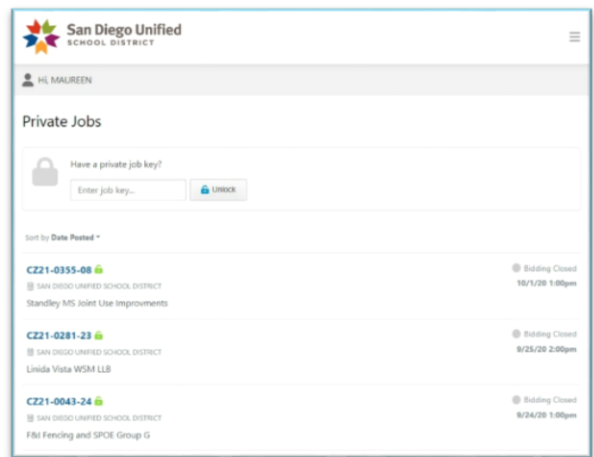 San Diego Unified
SCHOOL DISTRICT
Hi, MAUREEN
Private Jobs
Have a private job key?
Enter job key...
Unlock
Sort by Date Posted
CZ21-0355-08
Bidding Closed
SAN DIEGO UNIFIED SCHOOL DISTRICT
10/1/20 1:00pm
Standley MS Joint Use Improvments
CZ21-0281-23
Bidding Closed
SAN DIEGO UNIFIED SCHOOL DISTRICT
9/25/20 2:00pm
Linida Vista WSM LLB
CZ21-0043-24
Bidding Closed
SAN DIEGO UNIFIED SCHOOL DISTRICT
9/24/20 1:00pm
F&I Fencing and SPOE Group G